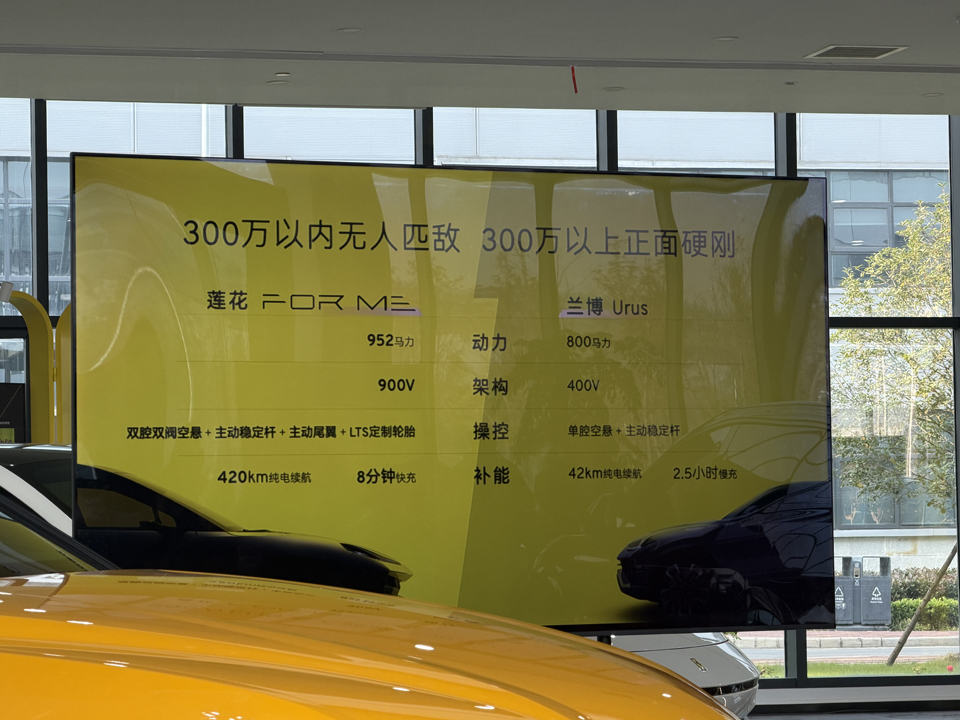 300万以内无人匹敌 300万以上正面硬刚
莲花 FOR ME 兰博 Urus
952马力 动力 800马力
900V 架构 400V
双腔双阀空悬 + 主动稳定杆 + 主动尾翼 + LTS定制轮胎 操控 单腔空悬 + 主动稳定杆
420km纯电续航 8分钟快充 补能 42km纯电续航 2.5小时慢充